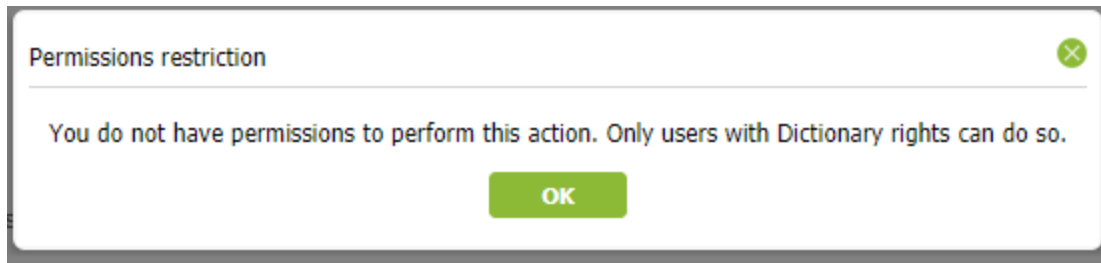 Permissions restriction
You do not have permissions to perform this action. Only users with Dictionary rights can do so.
OK